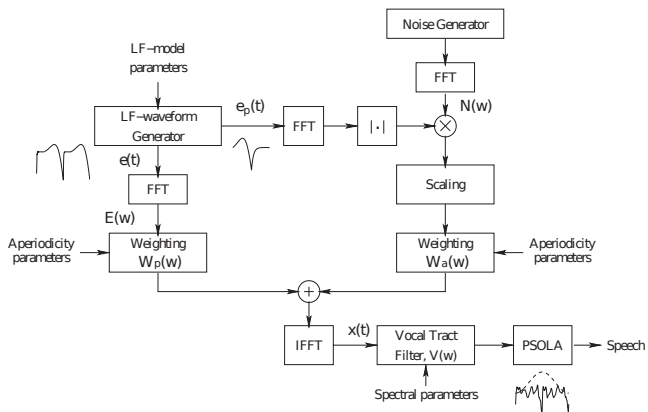 Noise Generator
LF-model
parameters
FFT
N(w)
e_p(t)
LF-waveform
Generator
FFT
|·|
×
e(t)
FFT
Scaling
E(w)
Aperiodicity
parameters
Weighting
W_p(w)
Weighting
W_a(w)
Aperiodicity
parameters
+
IFFT
x(t)
Vocal Tract
Filter, V(w)
PSOLA
Speech
Spectral parameters